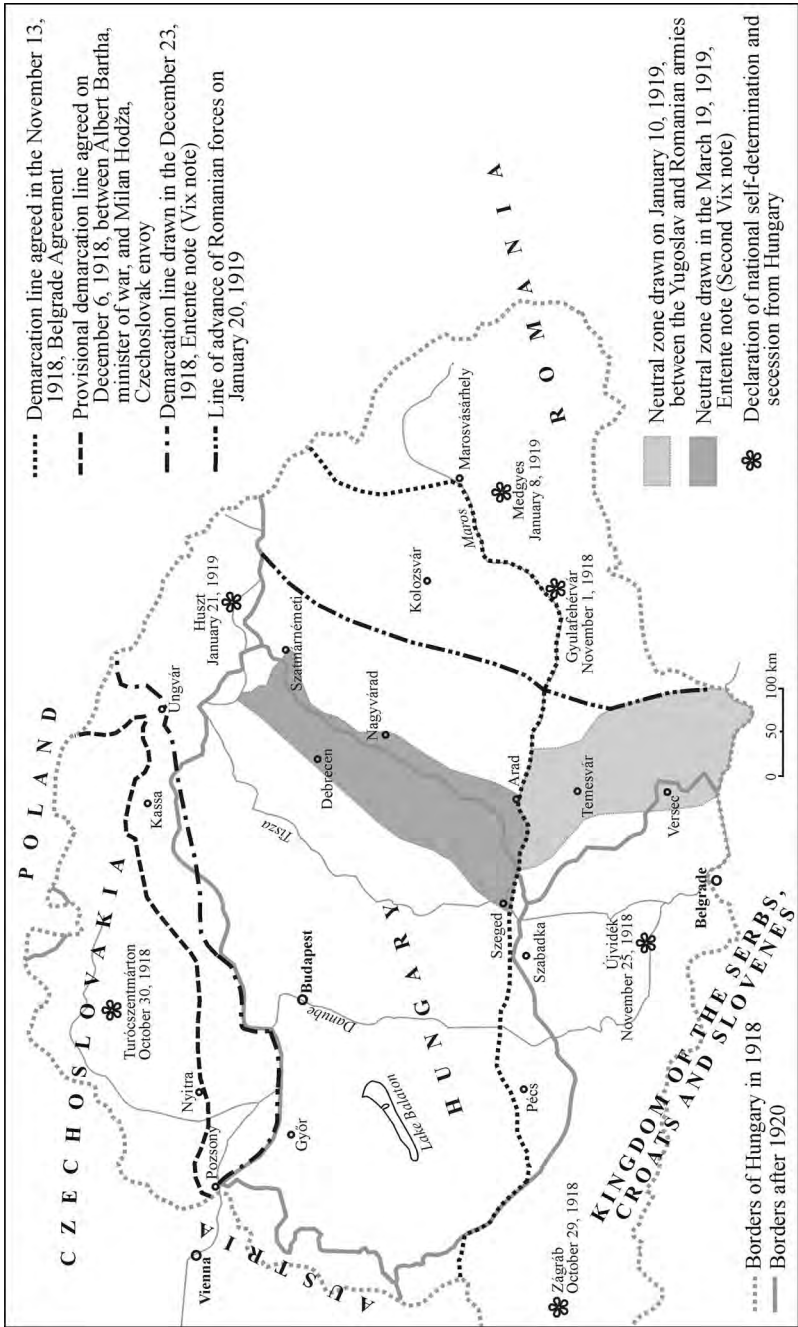 Demarcation line agreed in the November 13,
1918, Belgrade Agreement
Provisional demarcation line agreed on
December 6, 1918, between Albert Bartha,
minister of war, and Milan Hodža,
Czechoslovak envoy
Demarcation line drawn in the December 23,
1918, Entente note (Vix note)
Line of advance of Romanian forces on
January 20, 1919
POLAND
CZECHOSLOVAKIA
Turócszentmárton
October 30, 1918
Kassa
Ungvár
Huszt
January 21, 1919
Nyitra
Pozsony
Vienna
AUSTRIA
Győr
Budapest
Danube
Tisza
Lake Balaton
HUNGARY
Debrecen
Szatmárnémeti
Nagyvárad
Kolozsvár
Marosvásárhely
Maros
Medgyes
January 8, 1919
ROMANIA
Gyulafehérvár
November 1, 1918
Arad
Szeged
Szabadka
Pécs
Temesvár
Versec
Újvidék
November 25, 1918
Belgrade
Zágráb
October 29, 1918
KINGDOM OF THE SERBS,
CROATS AND SLOVENES
0 50 100 km
Borders of Hungary in 1918
Borders after 1920
Neutral zone drawn on January 10, 1919,
between the Yugoslav and Romanian armies
Neutral zone drawn in the March 19, 1919,
Entente note (Second Vix note)
Declaration of national self-determination and
secession from Hungary